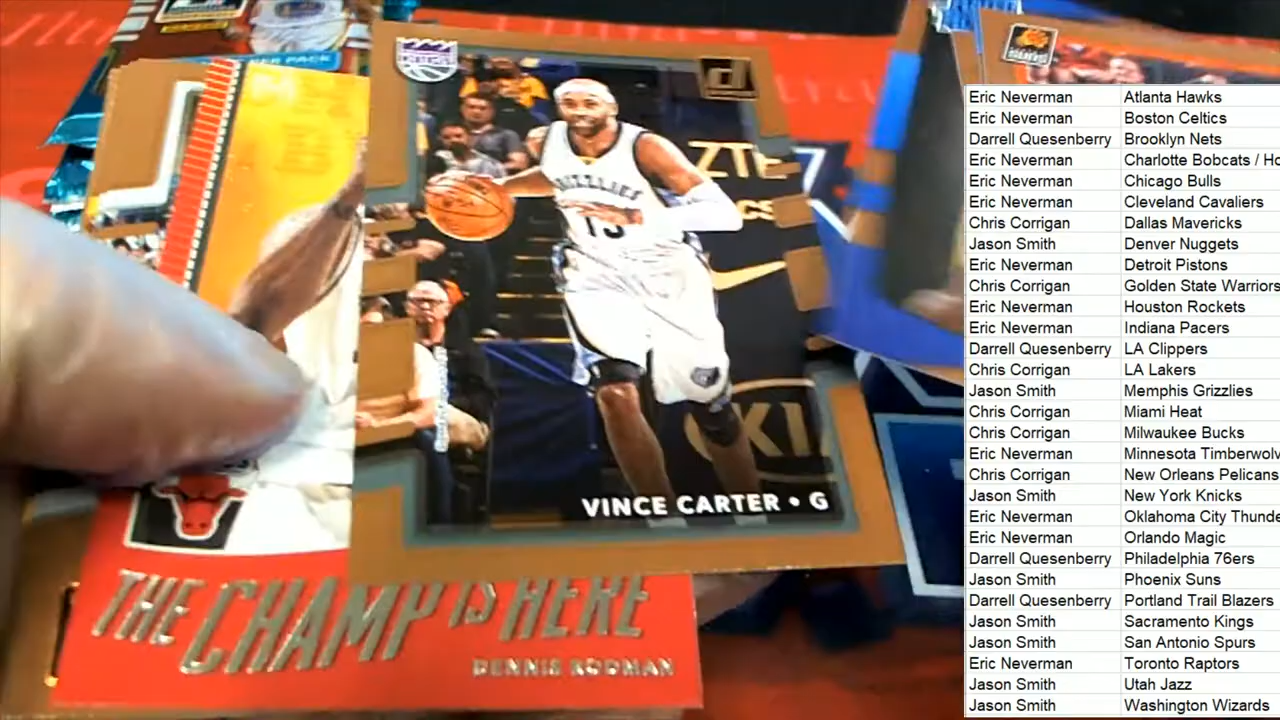 VINCE CARTER • G
THE CHAMP IS HERE
DENNIS RODMAN
GRIZZLIES
15
ZTE
KIA
Eric Neverman Atlanta Hawks
Eric Neverman Boston Celtics
Darrell Quesenberry Brooklyn Nets
Eric Neverman Charlotte Bobcats / Ho
Eric Neverman Chicago Bulls
Eric Neverman Cleveland Cavaliers
Chris Corrigan Dallas Mavericks
Jason Smith Denver Nuggets
Eric Neverman Detroit Pistons
Chris Corrigan Golden State Warriors
Eric Neverman Houston Rockets
Eric Neverman Indiana Pacers
Darrell Quesenberry LA Clippers
Chris Corrigan LA Lakers
Jason Smith Memphis Grizzlies
Chris Corrigan Miami Heat
Chris Corrigan Milwaukee Bucks
Eric Neverman Minnesota Timberwolv
Chris Corrigan New Orleans Pelicans
Jason Smith New York Knicks
Eric Neverman Oklahoma City Thunde
Eric Neverman Orlando Magic
Darrell Quesenberry Philadelphia 76ers
Jason Smith Phoenix Suns
Darrell Quesenberry Portland Trail Blazers
Jason Smith Sacramento Kings
Jason Smith San Antonio Spurs
Eric Neverman Toronto Raptors
Jason Smith Utah Jazz
Jason Smith Washington Wizards